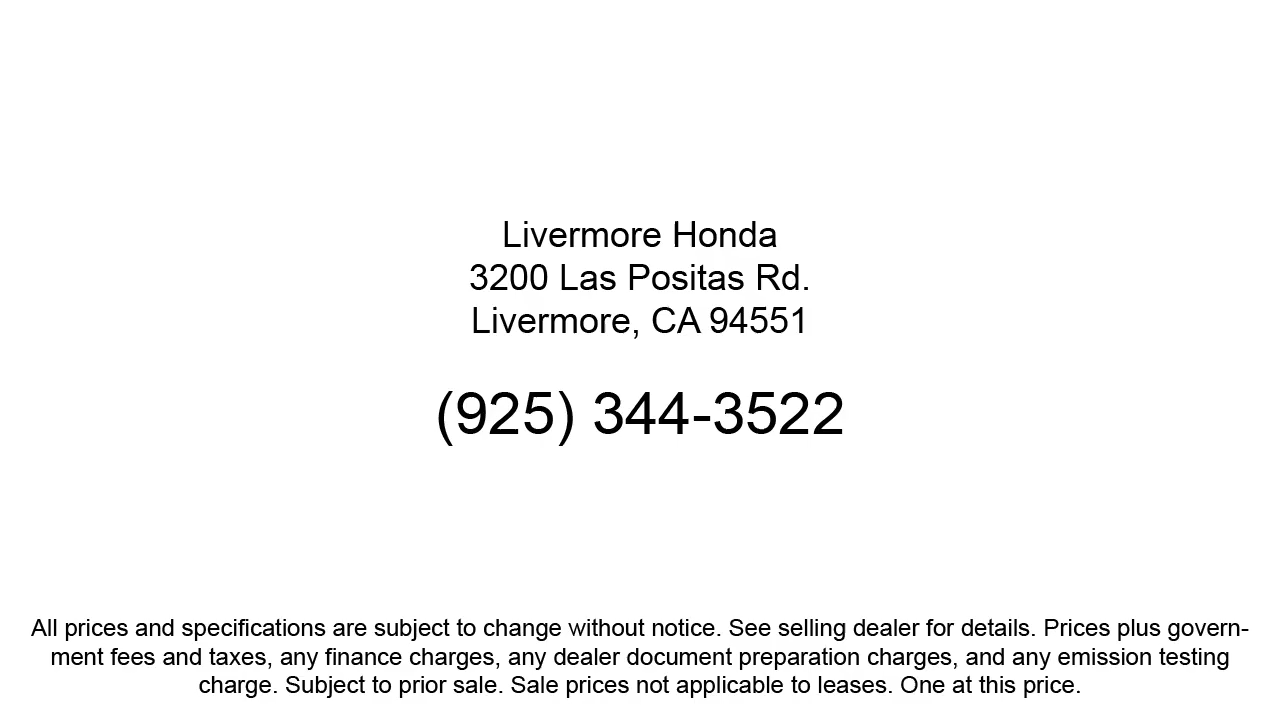 Livermore Honda
3200 Las Positas Rd.
Livermore, CA 94551
(925) 344-3522
All prices and specifications are subject to change without notice. See selling dealer for details. Prices plus govern-
ment fees and taxes, any finance charges, any dealer document preparation charges, and any emission testing
charge. Subject to prior sale. Sale prices not applicable to leases. One at this price.